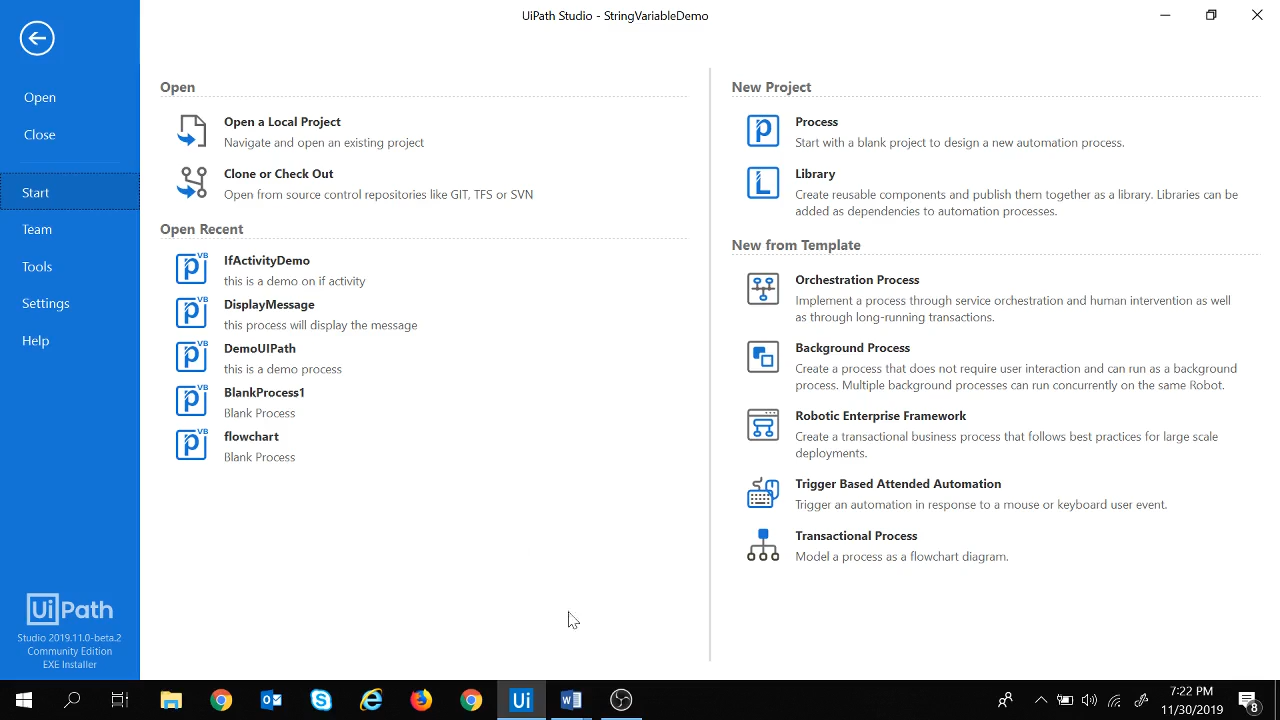 UiPath Studio - StringVariableDemo
Open
Close
Start
Team
Tools
Settings
Help
UiPath
Studio 2019.11.0-beta.2
Community Edition
EXE Installer
Open
Open a Local Project
Navigate and open an existing project
Clone or Check Out
Open from source control repositories like GIT, TFS or SVN
Open Recent
VB
IfActivityDemo
this is a demo on if activity
VB
DisplayMessage
this process will display the message
VB
DemoUIPath
this is a demo process
VB
BlankProcess1
Blank Process
VB
flowchart
Blank Process
New Project
Process
Start with a blank project to design a new automation process.
Library
Create reusable components and publish them together as a library. Libraries can be
added as dependencies to automation processes.
New from Template
Orchestration Process
Implement a process through service orchestration and human intervention as well
as through long-running transactions.
Background Process
Create a process that does not require user interaction and can run as a background
process. Multiple background processes can run concurrently on the same Robot.
Robotic Enterprise Framework
Create a transactional business process that follows best practices for large scale
deployments.
Trigger Based Attended Automation
Trigger an automation in response to a mouse or keyboard user event.
Transactional Process
Model a process as a flowchart diagram.
Ui
7:22 PM
11/30/2019
8